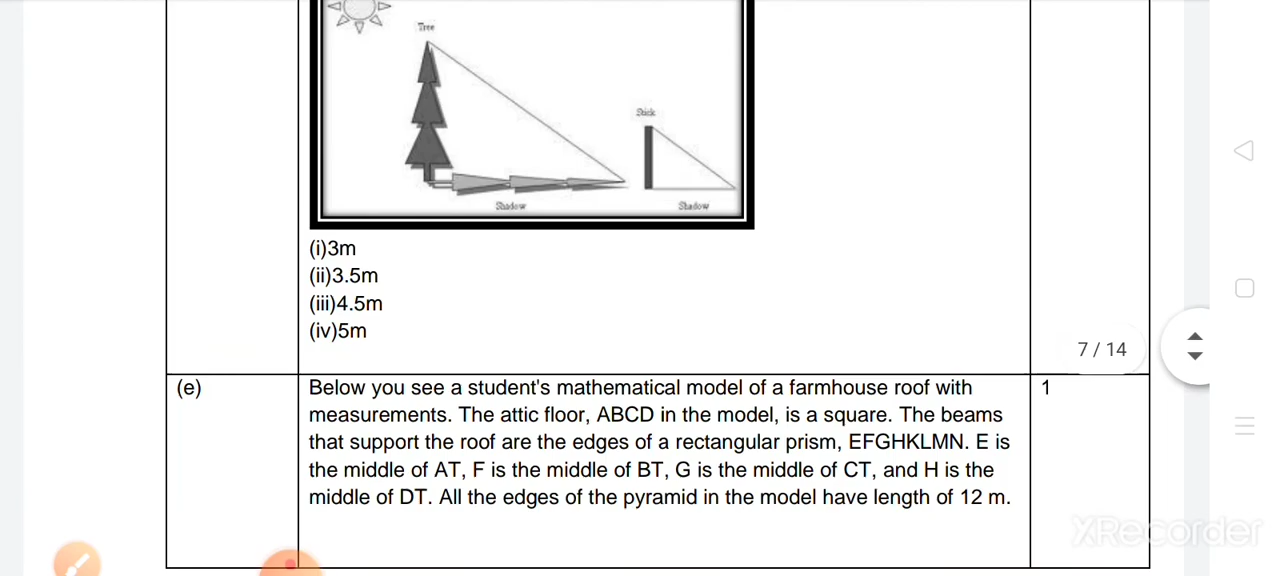 Tree
Stick
Shadow
Shadow
(i)3m
(ii)3.5m
(iii)4.5m
(iv)5m
7 / 14
(e)
Below you see a student's mathematical model of a farmhouse roof with
1
measurements. The attic floor, ABCD in the model, is a square. The beams
that support the roof are the edges of a rectangular prism, EFGHKLMN. E is
the middle of AT, F is the middle of BT, G is the middle of CT, and H is the
middle of DT. All the edges of the pyramid in the model have length of 12 m.
XRecorder